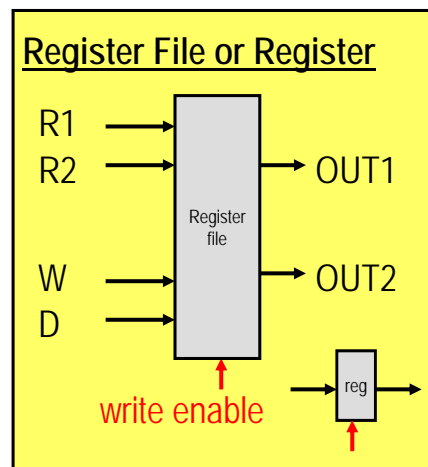 Register File or Register
R1
R2
OUT1
Register
file
W
OUT2
D
reg
write enable